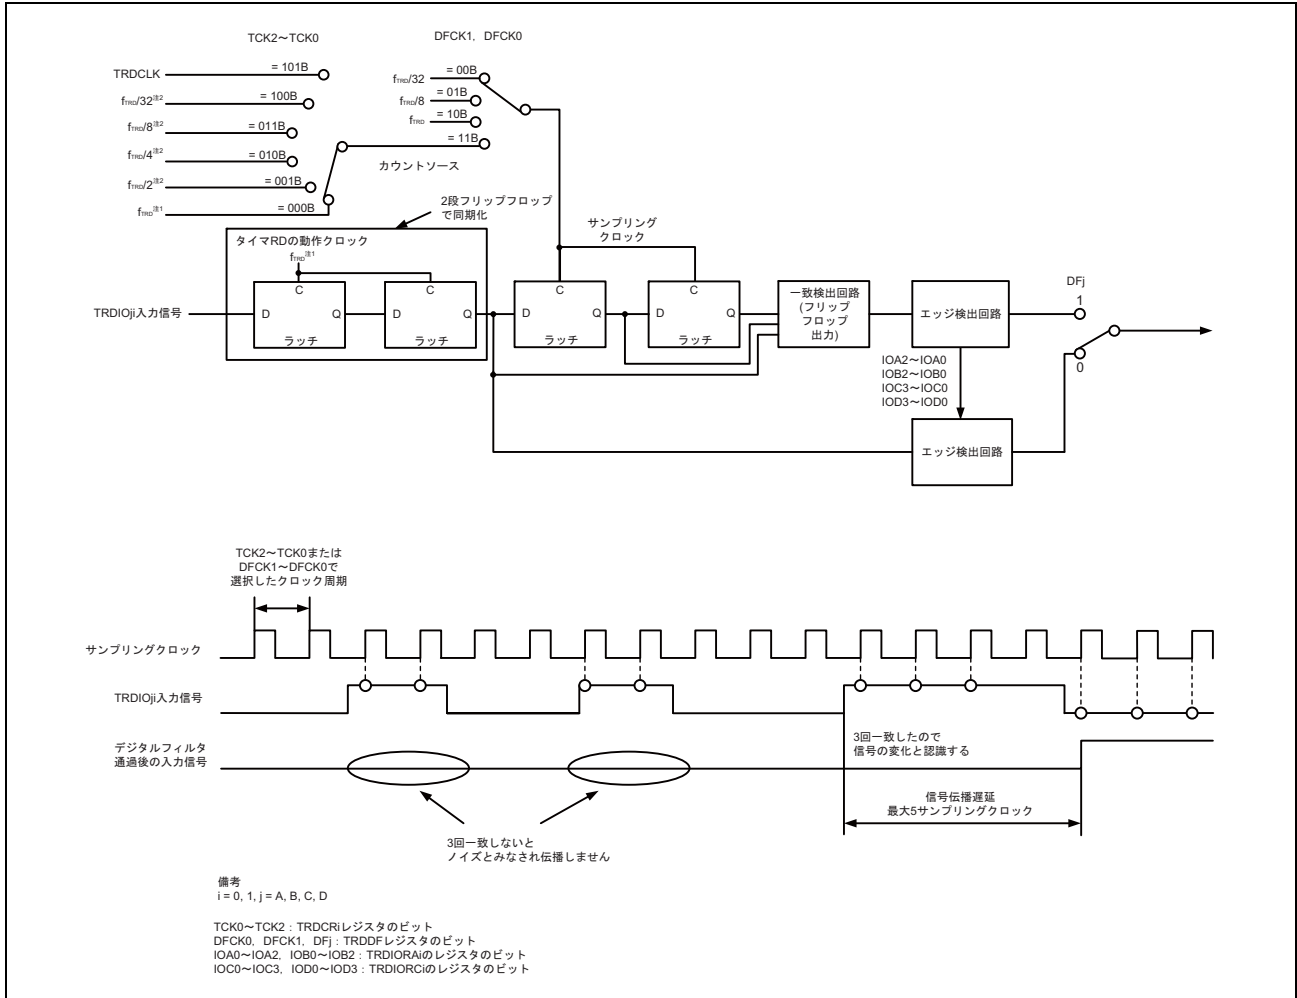 TCK2～TCK0
DFCK1, DFCK0
TRDCLK
= 101B
fTRD/32注2
= 100B
fTRD/8注2
= 011B
fTRD/4注2
= 010B
fTRD/2注2
= 001B
fTRD注1
= 000B
fTRD/32
= 00B
fTRD/8
= 01B
fTRD
= 10B
= 11B
カウントソース
2段フリップフロップ
で同期化
サンプリング
クロック
タイマRDの動作クロック
fTRD注1
TRDIOji入力信号
C
D
Q
ラッチ
C
D
Q
ラッチ
C
D
Q
ラッチ
C
D
Q
ラッチ
一致検出回路
(フリップ
フロップ
出力)
エッジ検出回路
DFj
1
0
IOA2～IOA0
IOB2～IOB0
IOC3～IOC0
IOD3～IOD0
エッジ検出回路
TCK2～TCK0または
DFCK1～DFCK0で
選択したクロック周期
サンプリングクロック
TRDIOji入力信号
デジタルフィルタ
通過後の入力信号
3回一致したので
信号の変化と認識する
信号伝播遅延
最大5サンプリングクロック
3回一致しないと
ノイズとみなされ伝播しません
備考
i = 0, 1, j = A, B, C, D
TCK0～TCK2：TRDCRiレジスタのビット
DFCK0, DFCK1, DFj：TRDDFレジスタのビット
IOA0～IOA2, IOB0～IOB2：TRDIORAiのレジスタのビット
IOC0～IOC3, IOD0～IOD3：TRDIORCiのレジスタのビット